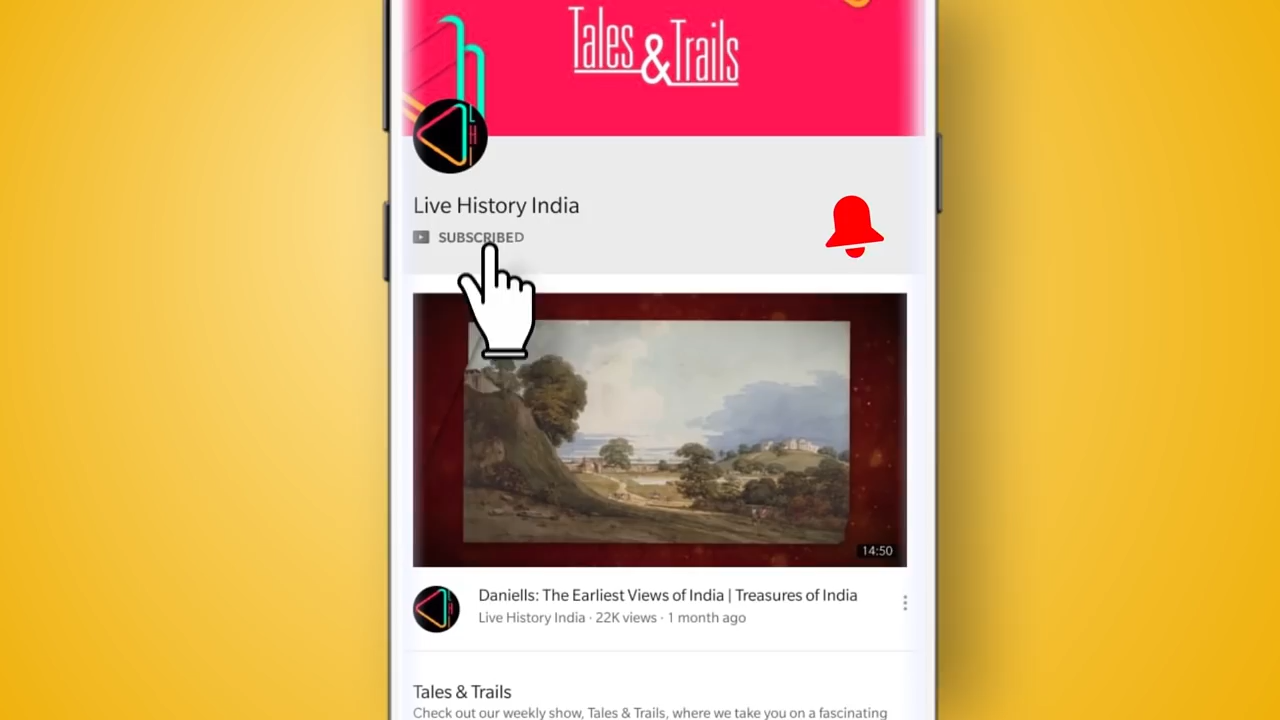 Tales & Trails
Live History India
SUBSCRIBED
14:50
Daniells: The Earliest Views of India | Treasures of India
Live History India · 22K views · 1 month ago
Tales & Trails
Check out our weekly show, Tales & Trails, where we take you on a fascinating